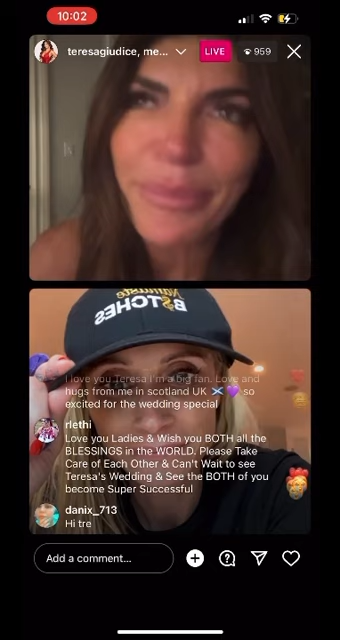 10:02
teresagiudice, me...
LIVE
959
Namaste
B*TCHES
I love you Teresa I'm a big fan. Love and
hugs from me in scotland UK 🏴󠁧󠁢󠁳󠁣󠁴󠁿 💜 so
excited for the wedding special
rlethi
Love you Ladies & Wish you BOTH all the
BLESSINGS in the WORLD. Please Take
Care of Each Other & Can't Wait to see
Teresa's Wedding & See the BOTH of you
become Super Successful
danix_713
Hi tre
Add a comment...